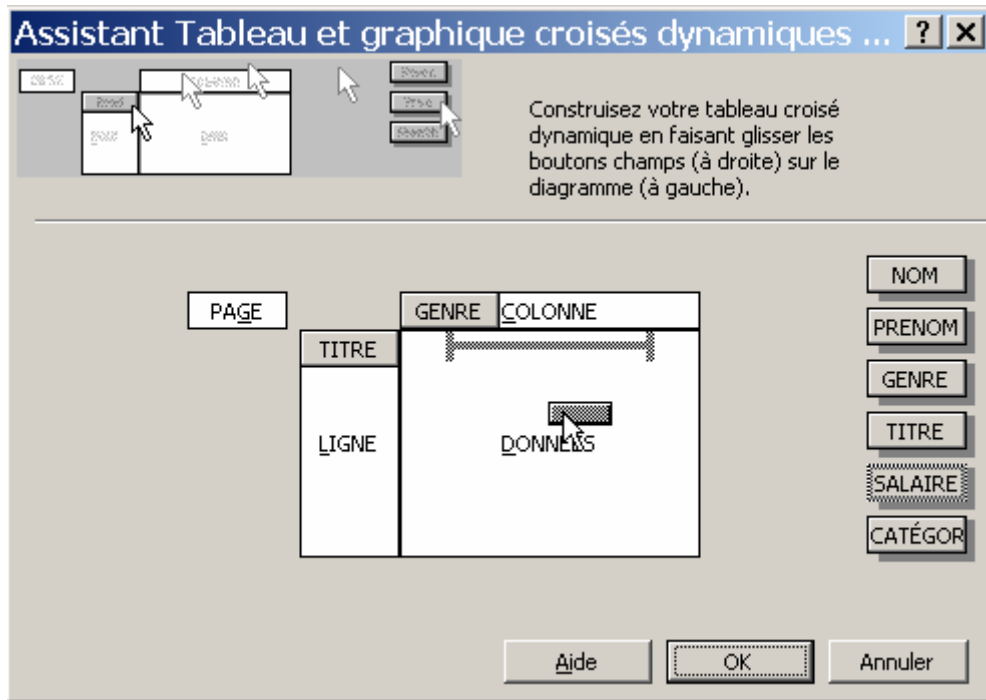 Assistant Tableau et graphique croisés dynamiques ...
Construisez votre tableau croisé
dynamique en faisant glisser les
boutons champs (à droite) sur le
diagramme (à gauche).
NOM
PAGE
GENRE COLONNE
PRENOM
TITRE
GENRE
LIGNE
DONNEES
TITRE
SALAIRE
CATÉGOR
Aide
OK
Annuler